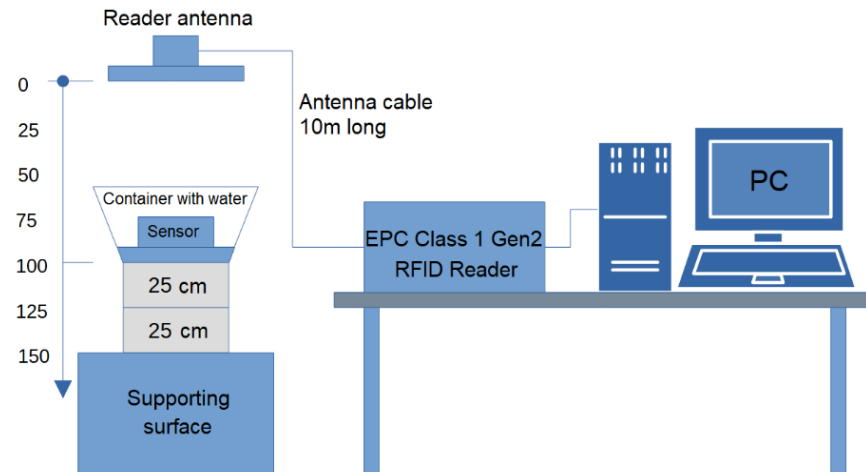 Reader antenna
0
25
50
75
100
125
150
Antenna cable
10m long
Container with water
Sensor
25 cm
25 cm
Supporting
surface
EPC Class 1 Gen2
RFID Reader
PC